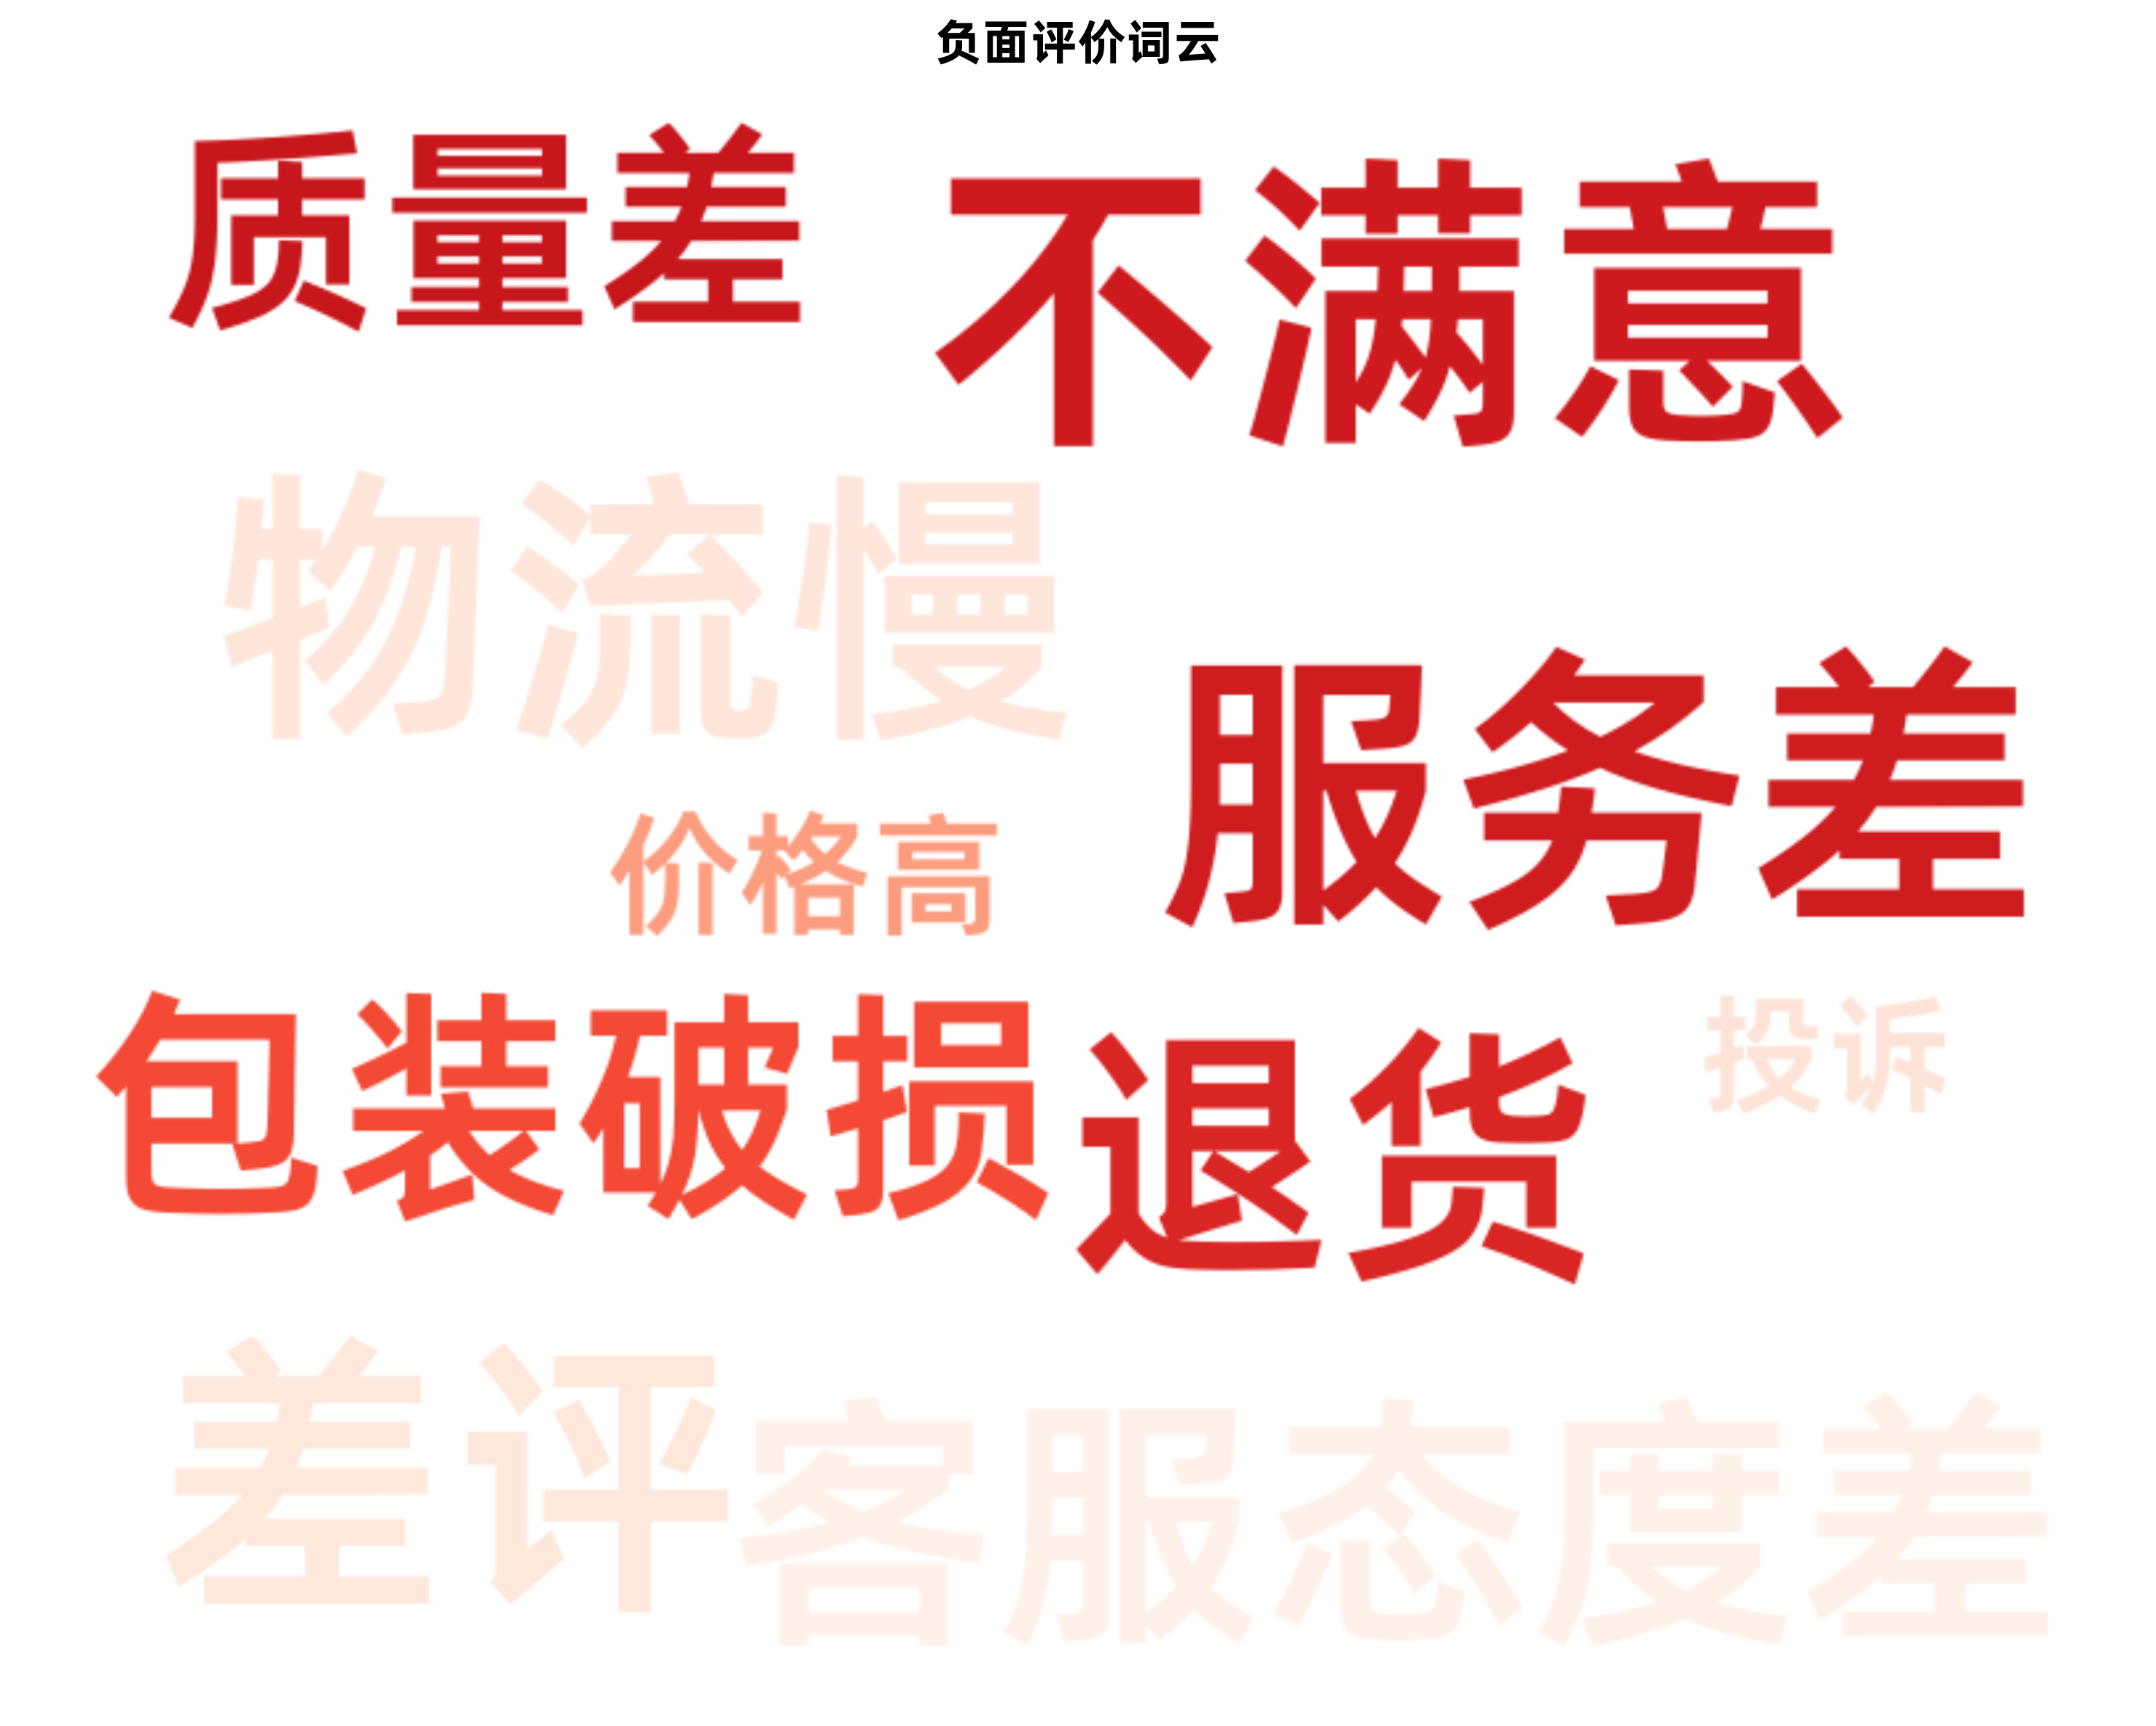 负面评价词云
质量差
不满意
物流慢
服务差
价格高
包装破损
退货
投诉
差评
客服态度差